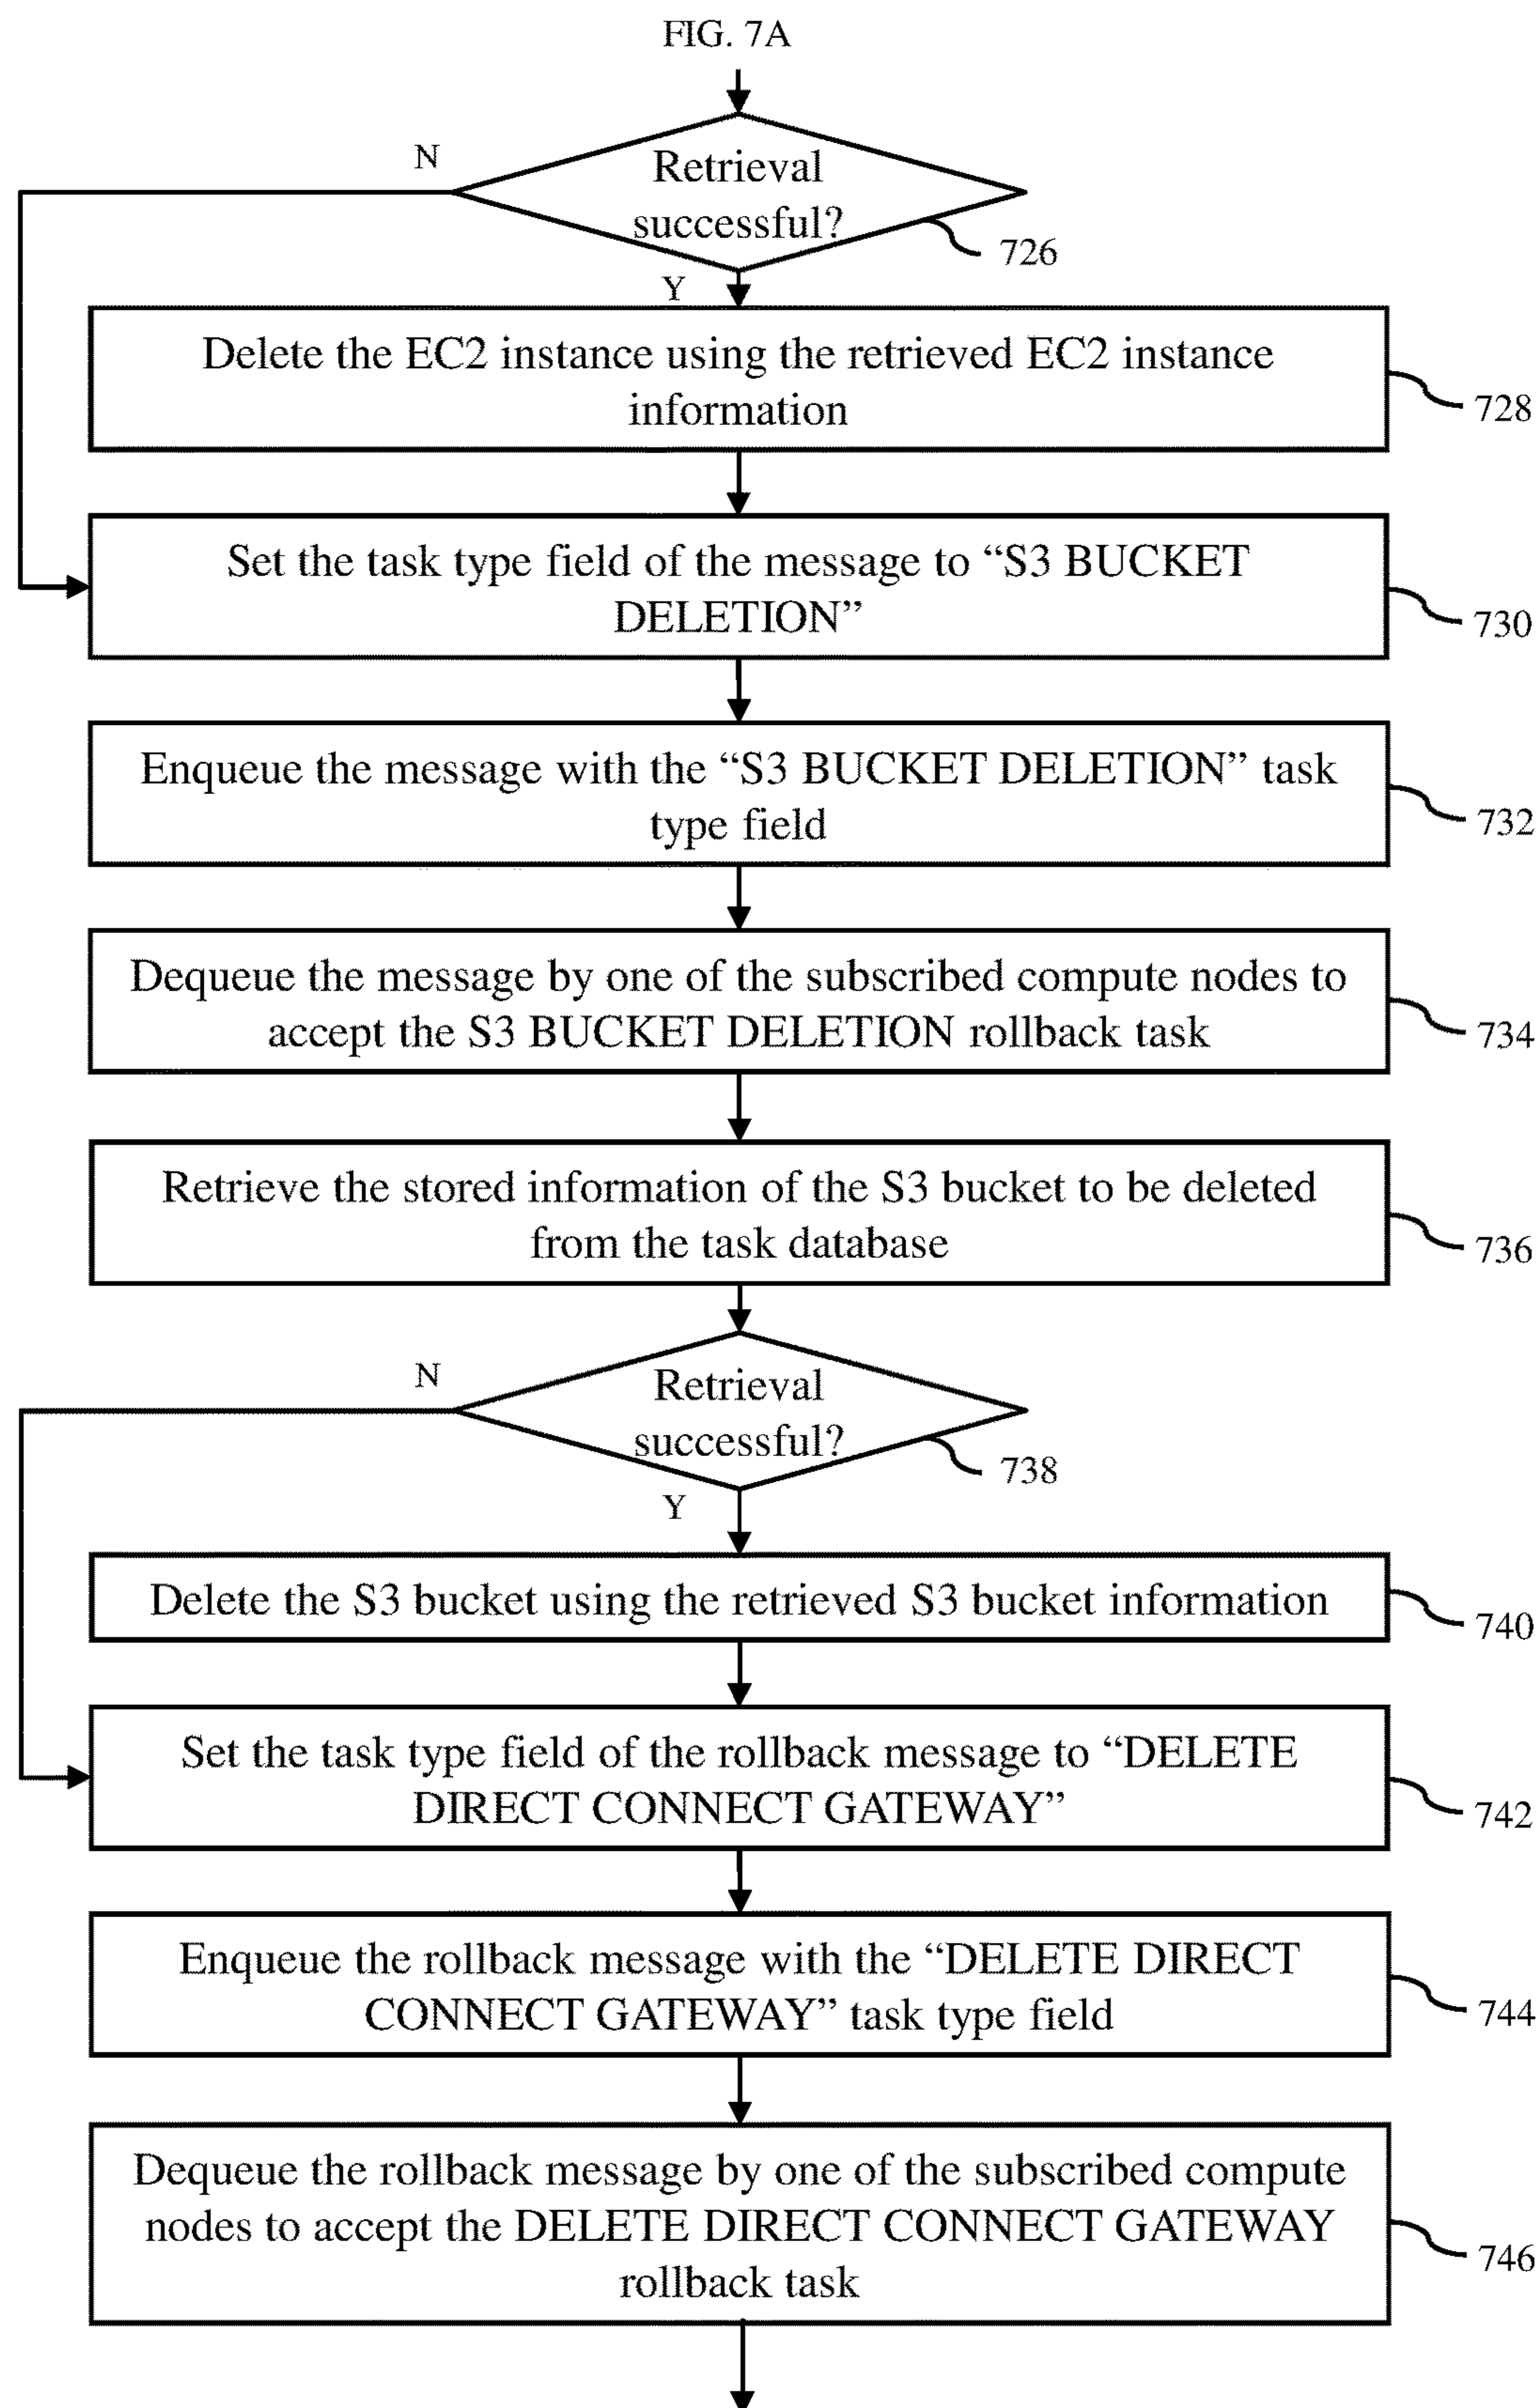 FIG. 7A
N
Retrieval
successful?
726
Y
Delete the EC2 instance using the retrieved EC2 instance
information
728
Set the task type field of the message to “S3 BUCKET
DELETION”
730
Enqueue the message with the “S3 BUCKET DELETION” task
type field
732
Dequeue the message by one of the subscribed compute nodes to
accept the S3 BUCKET DELETION rollback task
734
Retrieve the stored information of the S3 bucket to be deleted
from the task database
736
N
Retrieval
successful?
738
Y
Delete the S3 bucket using the retrieved S3 bucket information
740
Set the task type field of the rollback message to “DELETE
DIRECT CONNECT GATEWAY”
742
Enqueue the rollback message with the “DELETE DIRECT
CONNECT GATEWAY” task type field
744
Dequeue the rollback message by one of the subscribed compute
nodes to accept the DELETE DIRECT CONNECT GATEWAY
rollback task
746